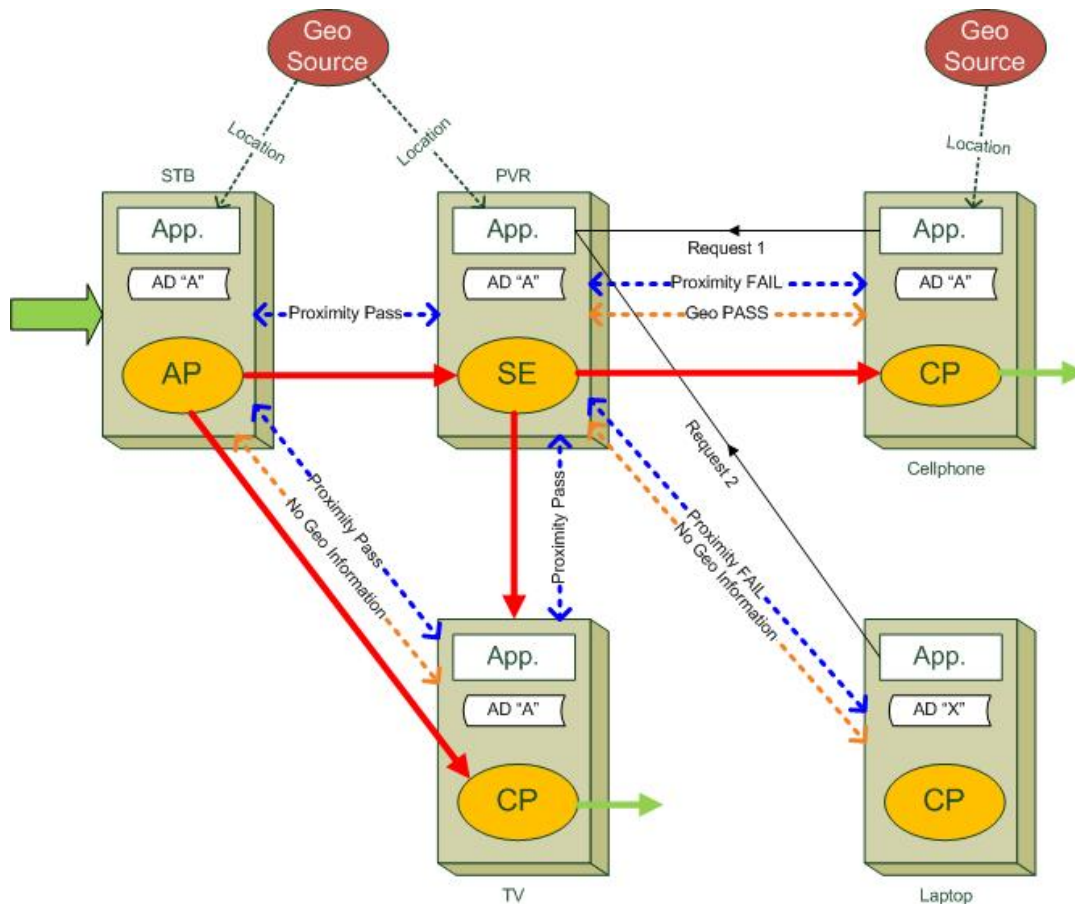 Geo
Source
Geo
Source
Location
Location
Location
STB
PVR
App.
App.
Request 1
App.
AD “A”
AD “A”
Proximity FAIL
AD “A”
Proximity Pass
Geo PASS
AP
SE
CP
Request 2
Cellphone
Proximity Pass
No Geo Information
Proximity Pass
Proximity FAIL
No Geo Information
App.
App.
AD “A”
AD “X”
CP
CP
TV
Laptop